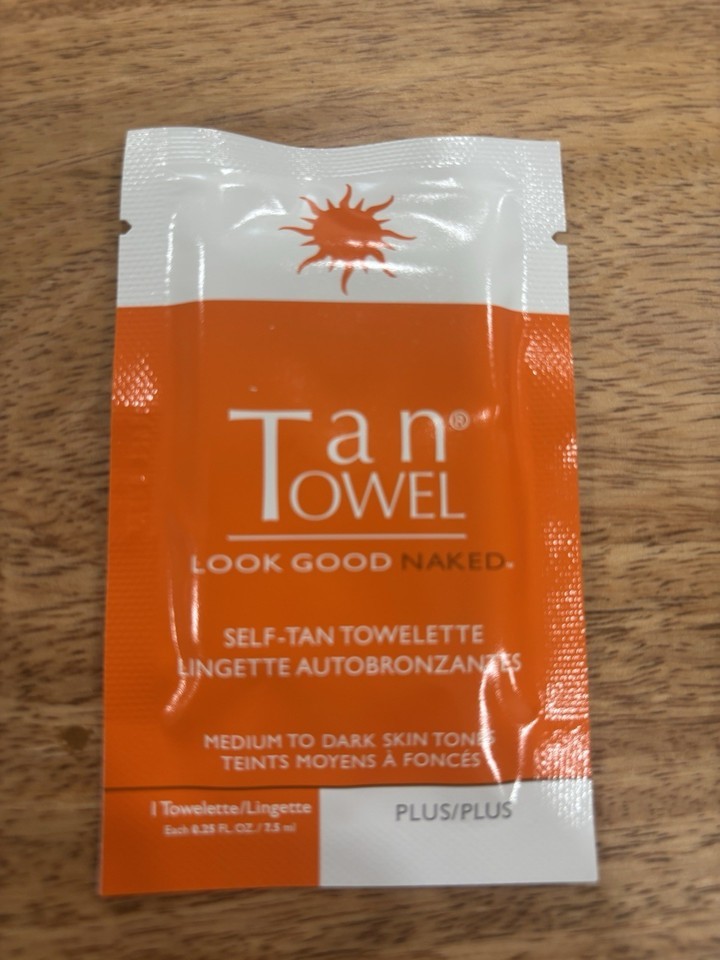 Tan®
TOWEL
LOOK GOOD NAKED™
SELF-TAN TOWELETTE
LINGETTE AUTOBRONZANTES
MEDIUM TO DARK SKIN TONES
TEINTS MOYENS À FONCÉS
1 Towelette/Lingette
Each 0.25 FL. OZ. / 7.5 ml
PLUS/PLUS